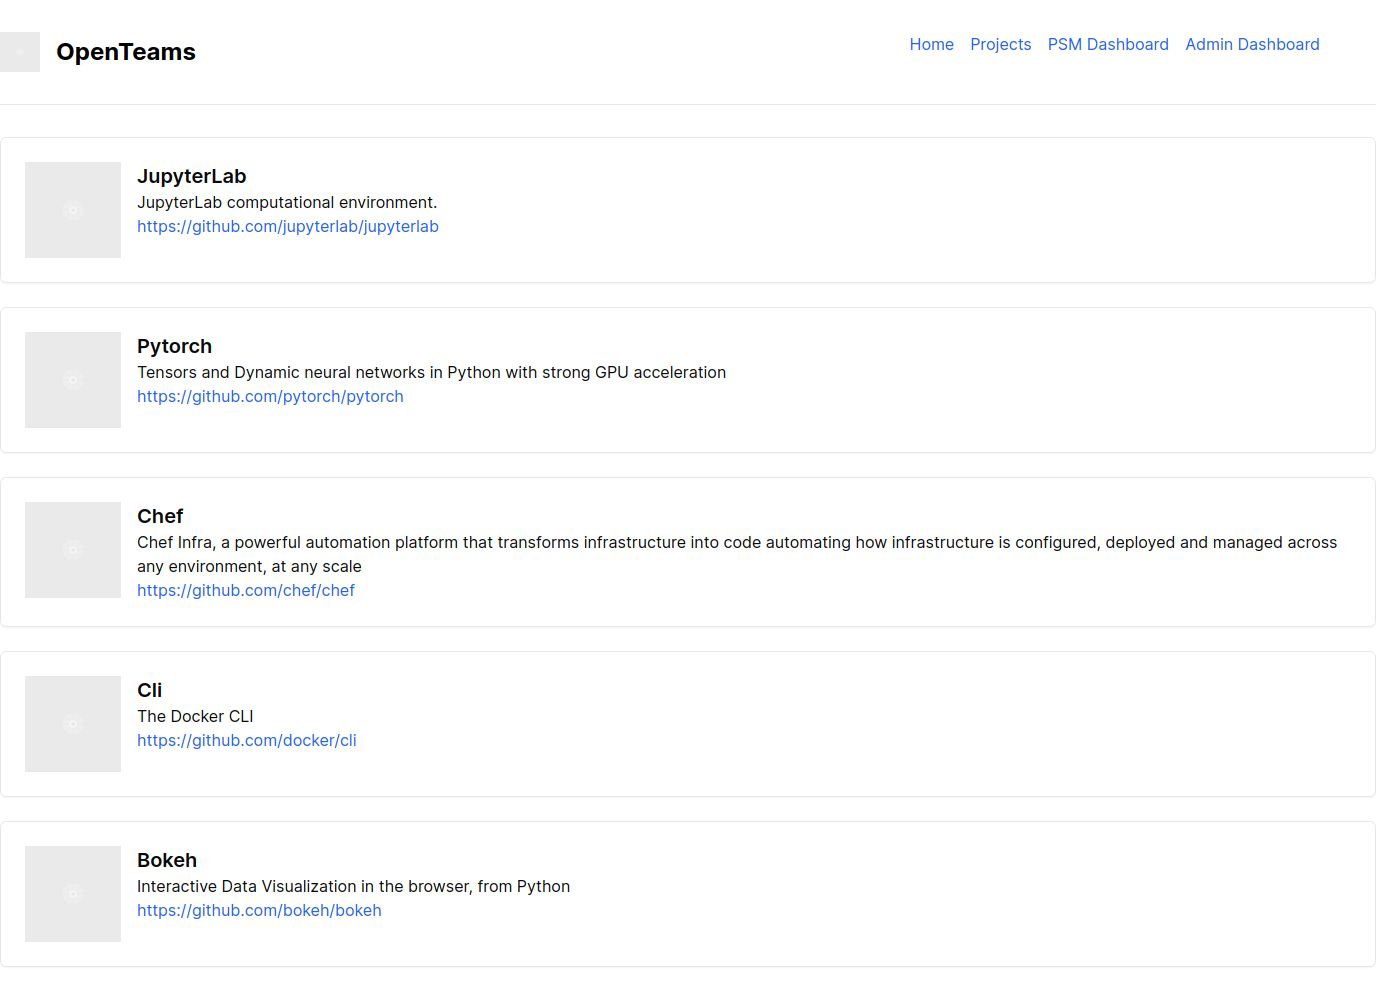 OpenTeams
Home Projects PSM Dashboard Admin Dashboard
JupyterLab
JupyterLab computational environment.
https://github.com/jupyterlab/jupyterlab
Pytorch
Tensors and Dynamic neural networks in Python with strong GPU acceleration
https://github.com/pytorch/pytorch
Chef
Chef Infra, a powerful automation platform that transforms infrastructure into code automating how infrastructure is configured, deployed and managed across
any environment, at any scale
https://github.com/chef/chef
Cli
The Docker CLI
https://github.com/docker/cli
Bokeh
Interactive Data Visualization in the browser, from Python
https://github.com/bokeh/bokeh